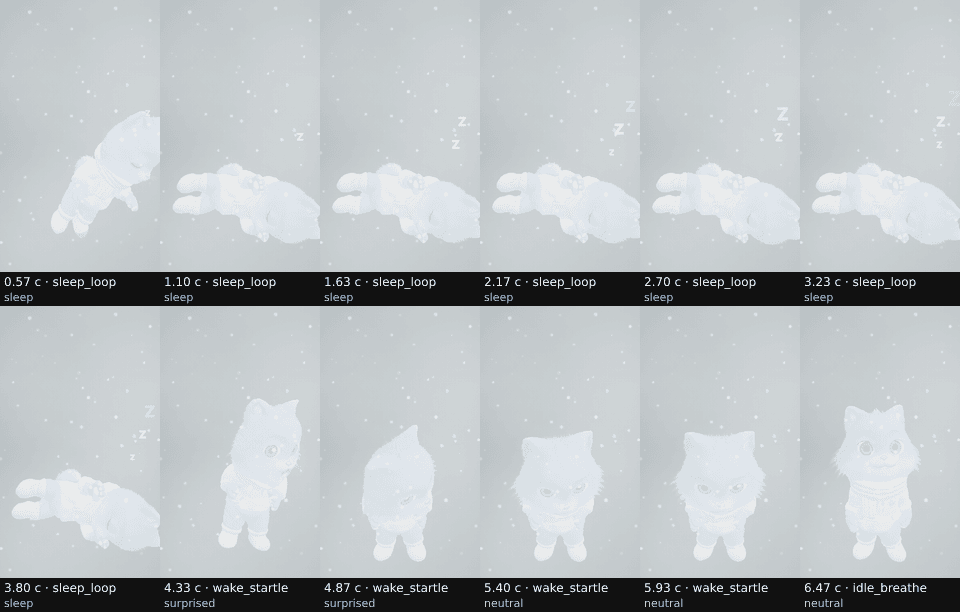 z
z
z
z
z
z
z
z
z
z
z
z
0.57 c · sleep_loop
sleep
1.10 c · sleep_loop
sleep
1.63 c · sleep_loop
sleep
2.17 c · sleep_loop
sleep
2.70 c · sleep_loop
sleep
3.23 c · sleep_loop
sleep
z
z
z
3.80 c · sleep_loop
sleep
4.33 c · wake_startle
surprised
4.87 c · wake_startle
surprised
5.40 c · wake_startle
neutral
5.93 c · wake_startle
neutral
6.47 c · idle_breathe
neutral